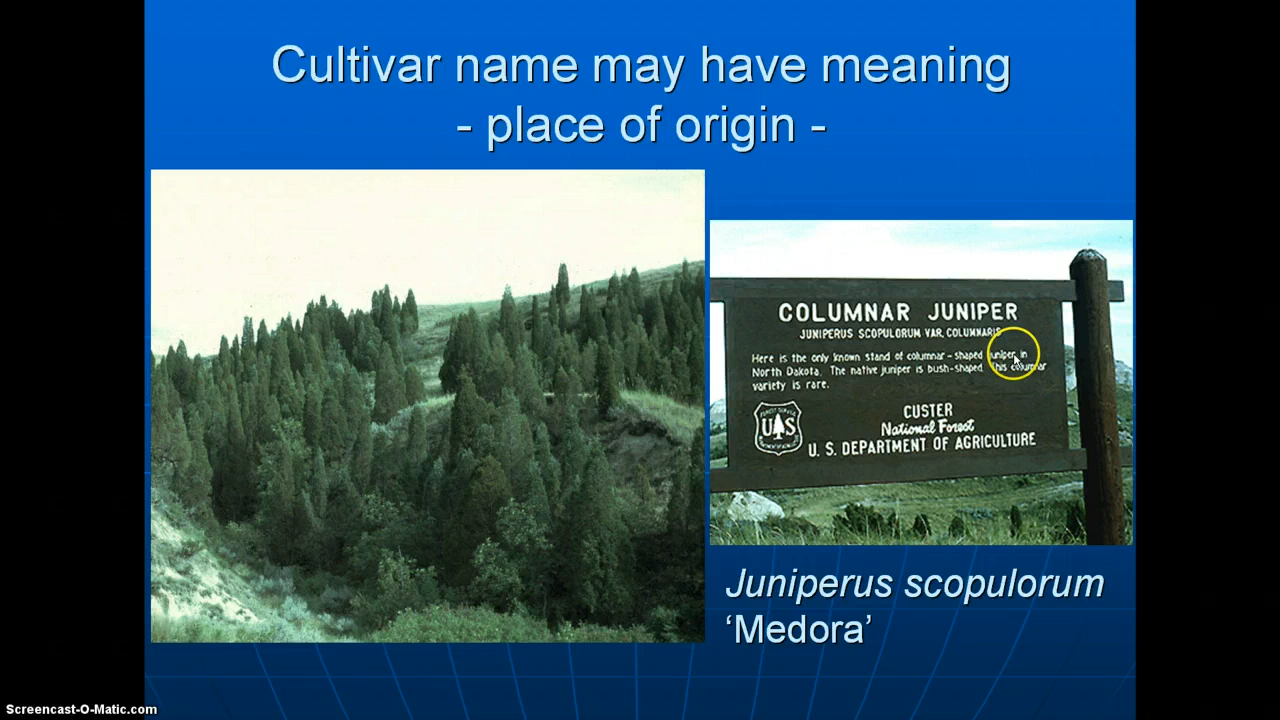 Cultivar name may have meaning
- place of origin -
COLUMNAR JUNIPER
JUNIPERUS SCOPULORUM VAR. COLUMNARIS
Here is the only known stand of columnar-shaped juniper in
North Dakota. The native juniper is bush-shaped. This columnar
variety is rare.
FOREST SERVICE
U S
CUSTER
National Forest
U. S. DEPARTMENT OF AGRICULTURE
Juniperus scopulorum
‘Medora’
Screencast-O-Matic.com